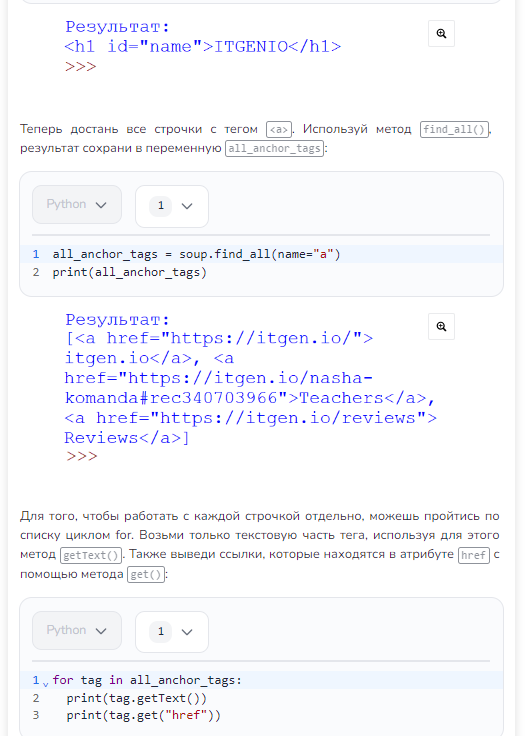 Результат:
<h1 id="name">ITGENIO</h1>
>>>
Теперь достань все строчки с тегом <a>. Используй метод find_all(),
результат сохрани в переменную all_anchor_tags:
Python
1
1 all_anchor_tags = soup.find_all(name="a")
2 print(all_anchor_tags)
Результат:
[<a href="https://itgen.io/">
itgen.io</a>, <a
href="https://itgen.io/nasha-
komanda#rec340703966">Teachers</a>,
<a href="https://itgen.io/reviews">
Reviews</a>]
>>>
Для того, чтобы работать с каждой строчкой отдельно, можешь пройтись по
списку циклом for. Возьми только текстовую часть тега, используя для этого
метод getText(). Также выведи ссылки, которые находятся в атрибуте href с
помощью метода get():
Python
1
1 for tag in all_anchor_tags:
2 print(tag.getText())
3 print(tag.get("href"))